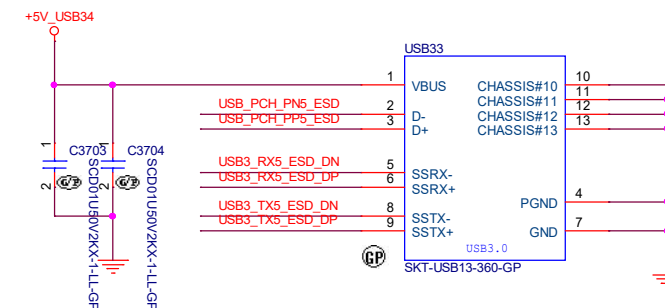 +5V_USB34
USB33
1
VBUS
CHASSIS#10
10
CHASSIS#11
11
USB_PCH_PN5_ESD
2
D-
CHASSIS#12
12
USB_PCH_PP5_ESD
3
D+
CHASSIS#13
13
1
C3703
SCD01U50V2KX-1-LL-GP
2
G/P
1
C3704
SCD01U50V2KX-1-LL-GP
2
G/P
USB3_RX5_ESD_DN
5
SSRX-
USB3_RX5_ESD_DP
6
SSRX+
PGND
4
USB3_TX5_ESD_DN
8
SSTX-
USB3_TX5_ESD_DP
9
SSTX+
GND
7
USB3.0
GP
SKT-USB13-360-GP